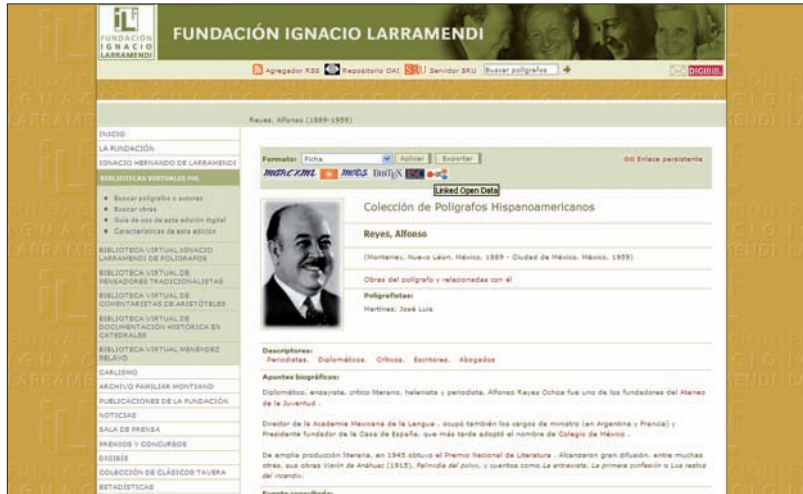 FUNDACIÓN
IGNACIO
LARRAMENDI
FUNDACIÓN IGNACIO LARRAMENDI
Agregador RSS Repositorio OAI SRU Servidor SRU Buscar polígrafos DIGIBIS
Reyes, Alfonso (1889-1959)
INICIO
LA FUNDACIÓN
IGNACIO HERNANDO DE LARRAMENDI
BIBLIOTECAS VIRTUALES FHL
Buscar polígrafos o autores
Buscar obras
Guía de uso de esta edición digital
Características de esta edición
BIBLIOTECA VIRTUAL IGNACIO
LARRAMENDI DE POLÍGRAFOS
BIBLIOTECA VIRTUAL DE
PENSADORES TRADICIONALISTAS
BIBLIOTECA VIRTUAL DE
COMENTARISTAS DE ARISTÓTELES
BIBLIOTECA VIRTUAL DE
DOCUMENTACIÓN HISTÓRICA EN
CATEDRALES
BIBLIOTECA VIRTUAL MENÉNDEZ
PELAYO
CARLISMO
ARCHIVO FAMILIAR MONTIANO
PUBLICACIONES DE LA FUNDACIÓN
NOTICIAS
SALA DE PRENSA
PREMIOS Y CONCURSOS
DIGIBÍS
COLECCIÓN DE CLÁSICOS TAVERA
ESTADÍSTICAS
Formato: Ficha Aplicar Exportar Enlace persistente
MARCXML MODS BIBTEX ESC
Linked Open Data
Colección de Polígrafos Hispanoamericanos
Reyes, Alfonso
(Monterrey, Nuevo León, México, 1889 - Ciudad de México, México, 1959)
Obras del polígrafo y relacionadas con él
Poligrafistas:
Martínez, José Luis
Descriptores:
Periodistas. Diplomáticos. Críticos. Escritores. Abogados
Apuntes biográficos:
Diplomático, ensayista, crítico literario, helenista y periodista, Alfonso Reyes Ochoa fue uno de los fundadores del Ateneo
de la Juventud .
Director de la Academia Mexicana de la Lengua , ocupó también los cargos de ministro (en Argentina y Francia) y
Presidente fundador de la Casa de España, que más tarde adoptó el nombre de Colegio de México .
De amplia producción literaria, en 1945 obtuvo el Premio Nacional de Literatura . Alcanzaron gran difusión, entre muchas
otras, sus obras Visión de Anáhuac (1915), Palinodia del polvo, y cuentos como La entrevista, La primera confesión o Los restos
del incendio.